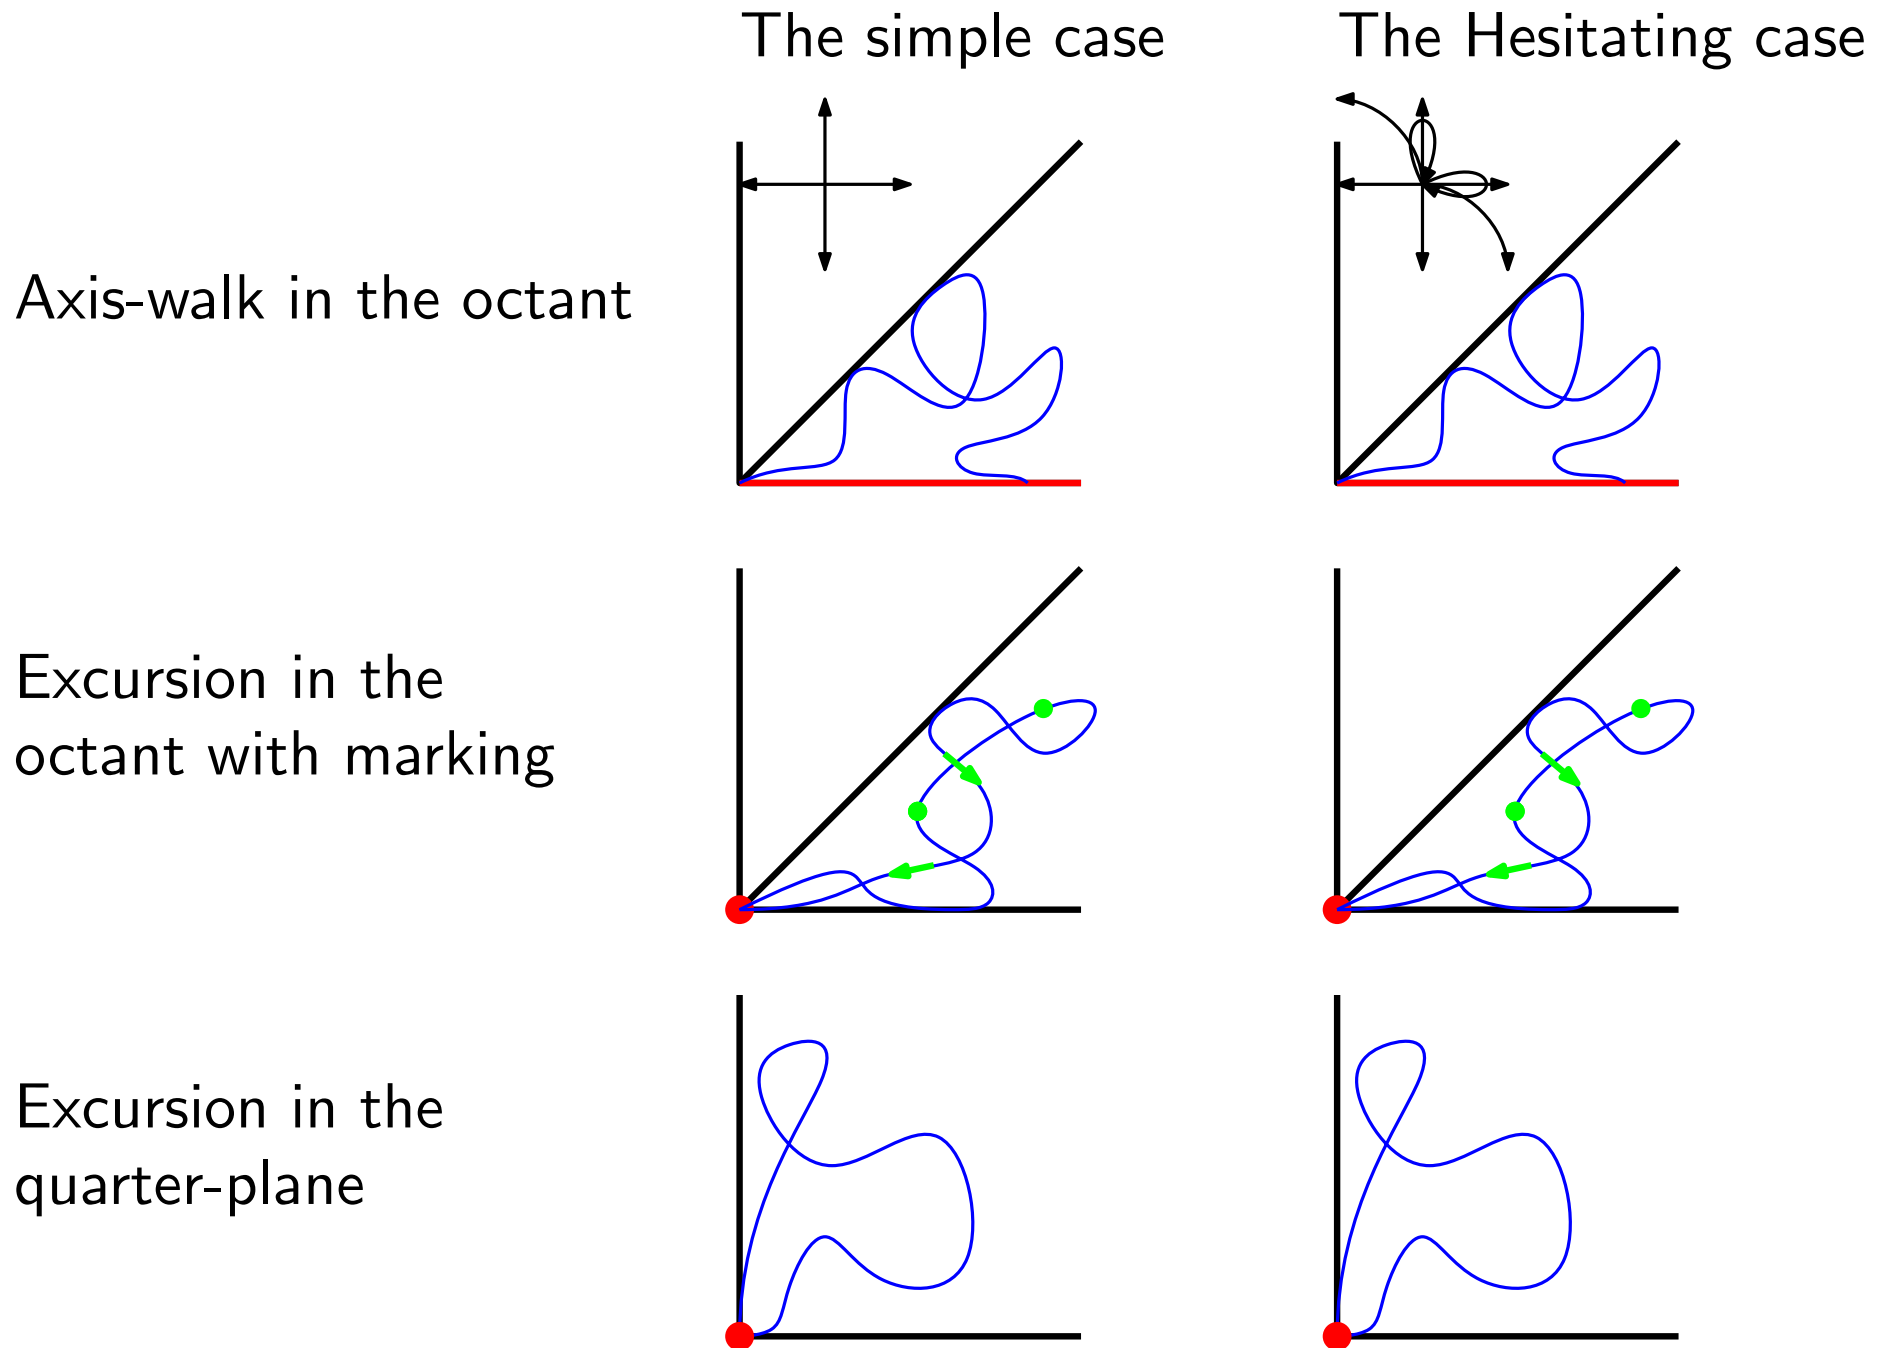 The simple case
The Hesitating case
Axis-walk in the octant
Excursion in the
octant with marking
Excursion in the
quarter-plane